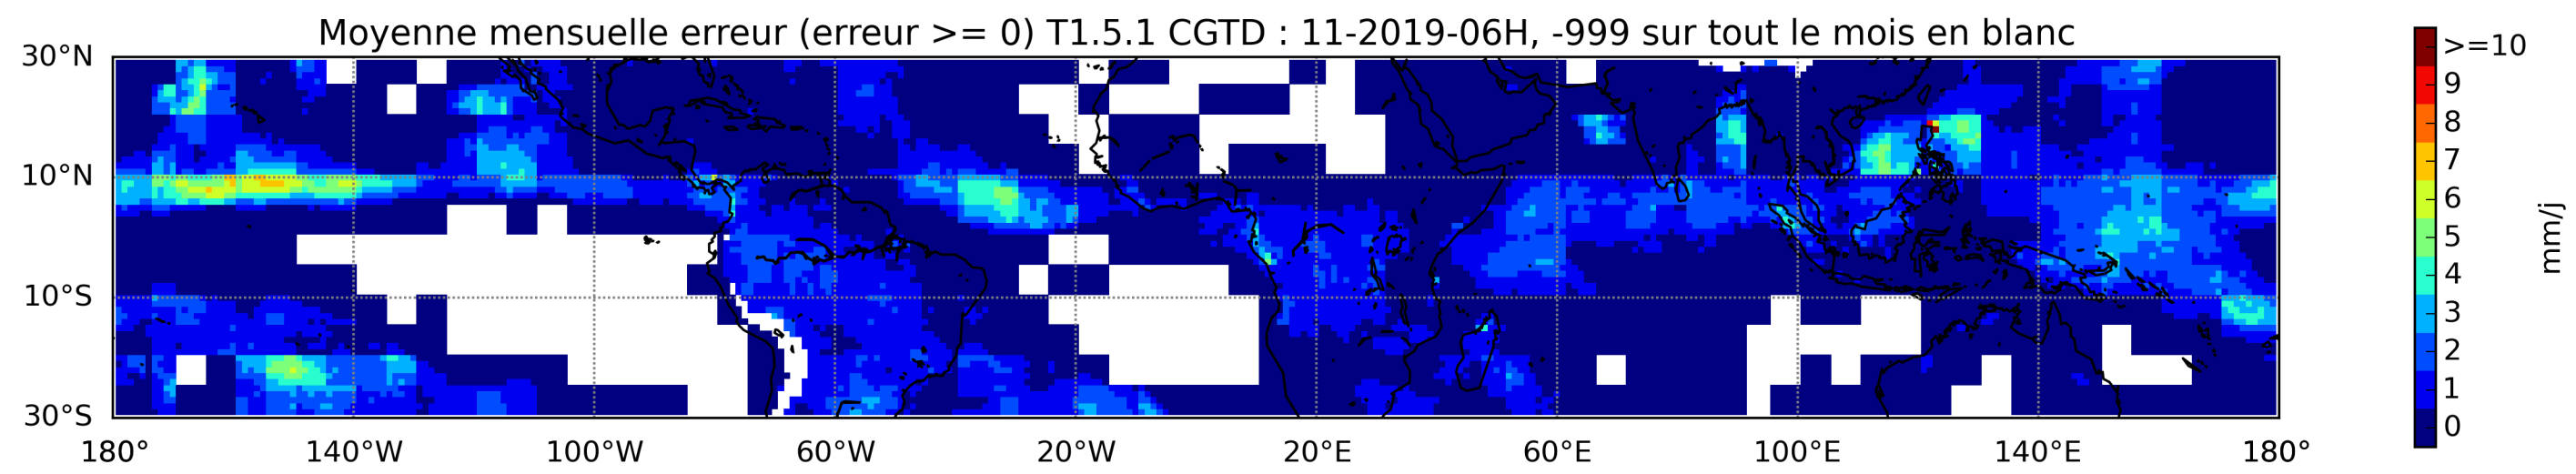 Moyenne mensuelle erreur (erreur >= 0) T1.5.1 CGTD : 11-2019-06H, -999 sur tout le mois en blanc
30°N
10°N
10°S
30°S
180° 140°W 100°W 60°W 20°W 20°E 60°E 100°E 140°E 180°
>=10
9
8
7
6
5
4
3
2
1
0
mm/j